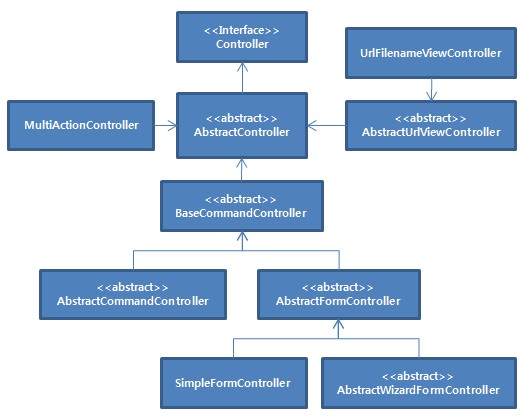 <<Interface>>
Controller
UrlFilenameViewController
MultiActionController
<<abstract>>
AbstractController
<<abstract>>
AbstractUrlViewController
<<abstract>>
BaseCommandController
<<abstract>>
AbstractCommandController
<<abstract>>
AbstractFormController
SimpleFormController
<<abstract>>
AbstractWizardFormController